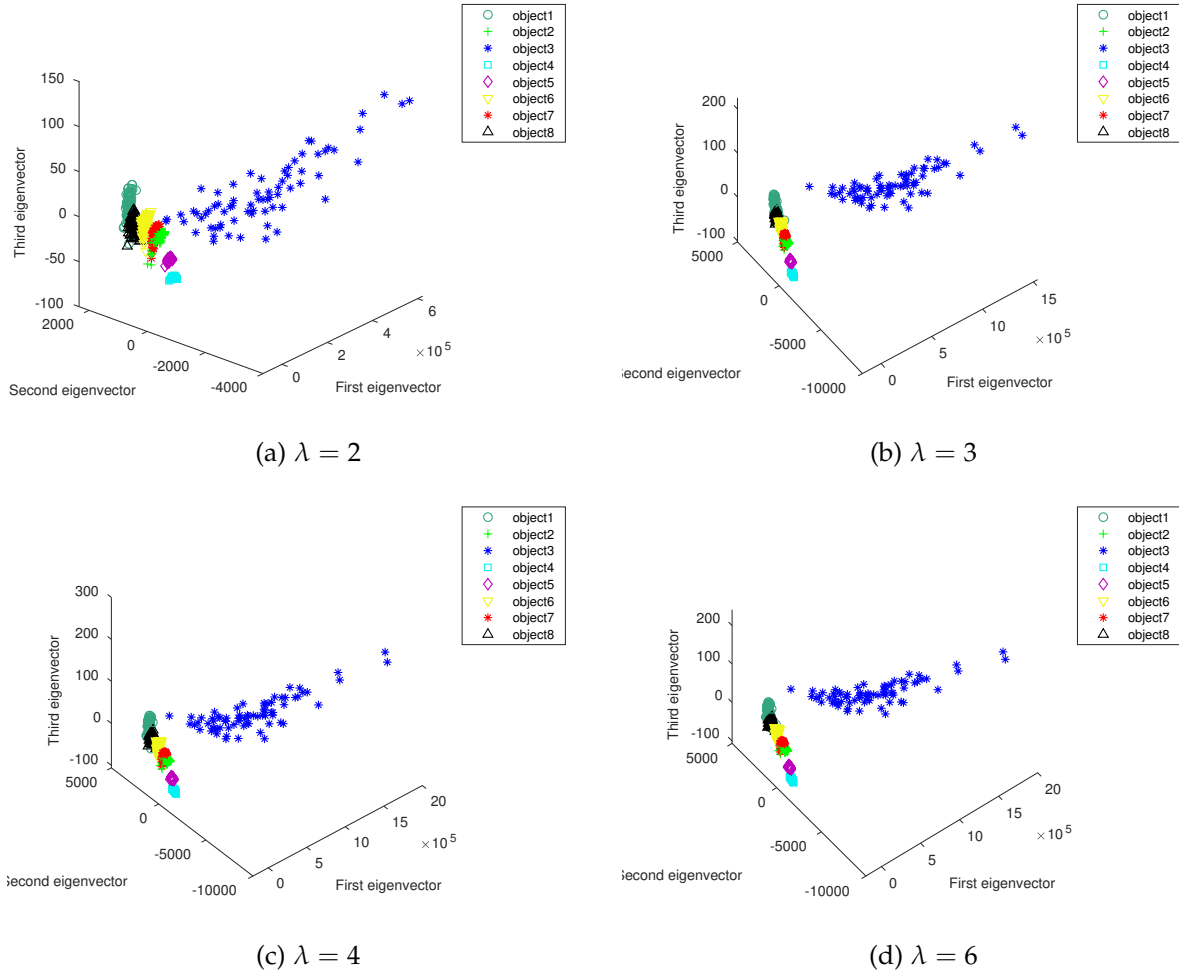 object1
object2
object3
object4
object5
object6
object7
object8
150
100
50
0
-50
-100
Third eigenvector
2000
0
-2000
-4000
Second eigenvector
0
2
4
6
×10^5
First eigenvector
(a) λ = 2
object1
object2
object3
object4
object5
object6
object7
object8
200
100
0
-100
Third eigenvector
5000
0
-5000
-10000
Second eigenvector
0
5
10
15
×10^5
First eigenvector
(b) λ = 3
object1
object2
object3
object4
object5
object6
object7
object8
300
200
100
0
-100
Third eigenvector
5000
0
-5000
-10000
Second eigenvector
0
5
10
15
20
×10^5
First eigenvector
(c) λ = 4
object1
object2
object3
object4
object5
object6
object7
object8
200
100
0
-100
Third eigenvector
5000
0
-5000
-10000
Second eigenvector
0
5
10
15
20
×10^5
First eigenvector
(d) λ = 6